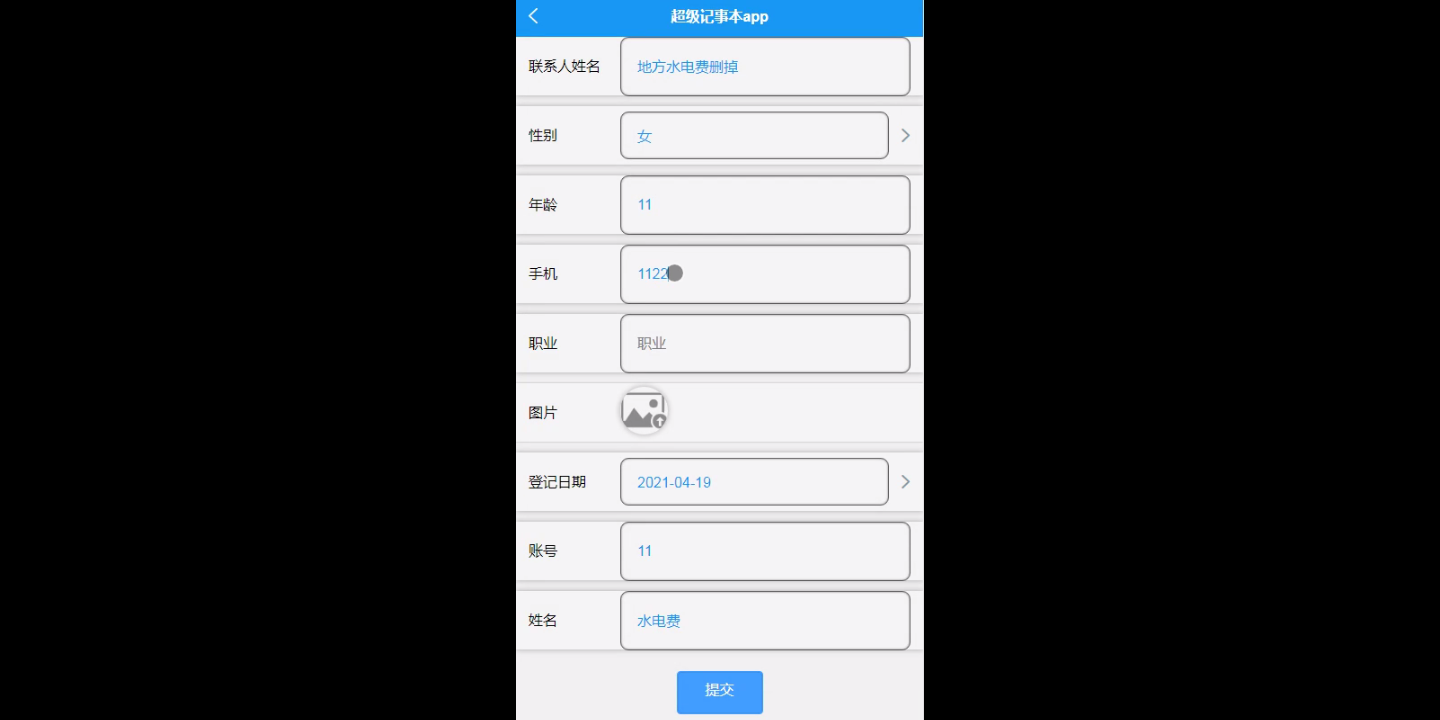 超级记事本app
联系人姓名 地方水电费删掉
性别 女
年龄 11
手机 1122
职业 职业
图片
登记日期 2021-04-19
账号 11
姓名 水电费
提交